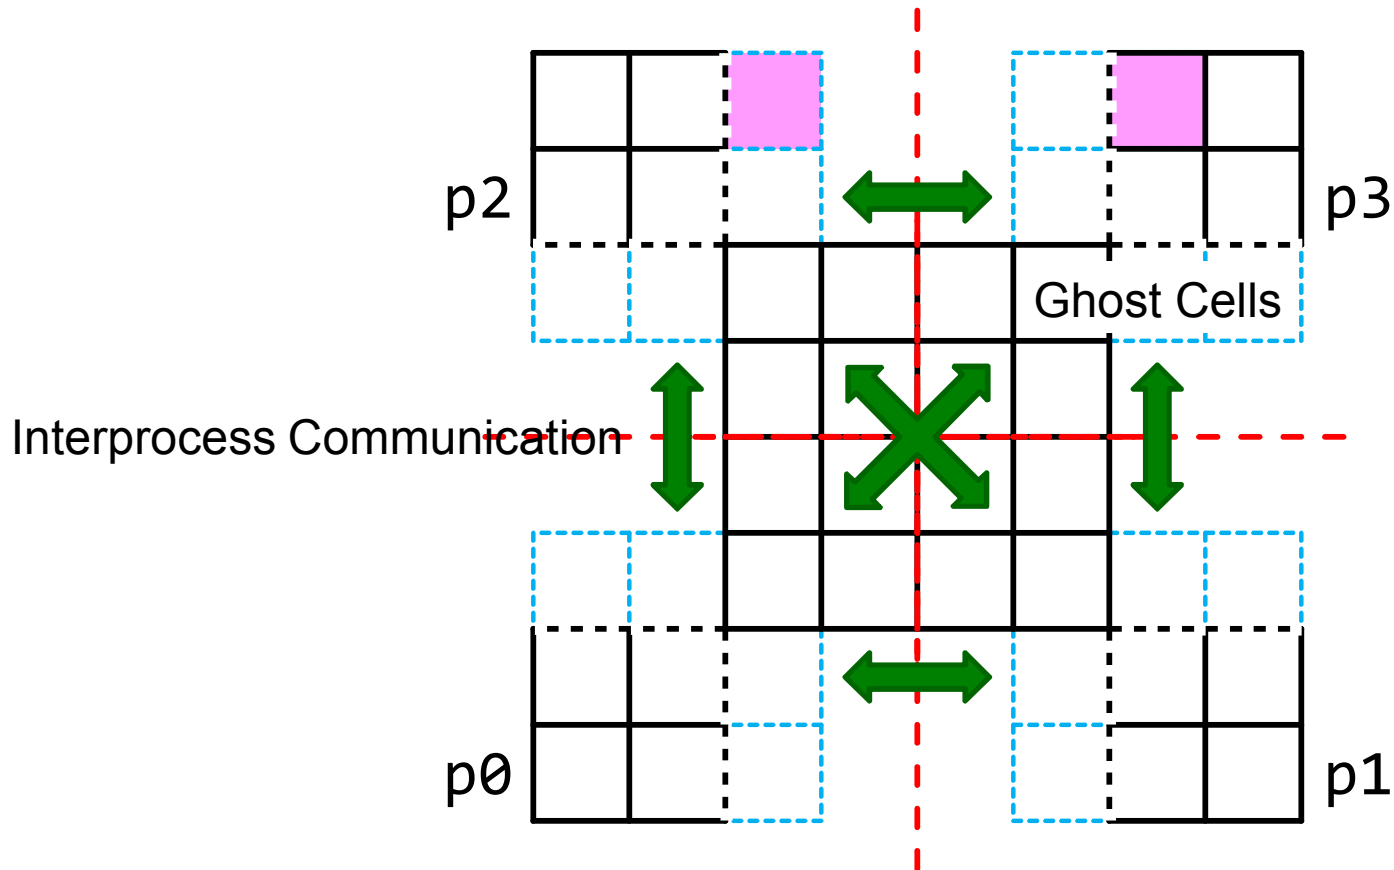 p2
p3
Ghost Cells
Interprocess Communication
p0
p1